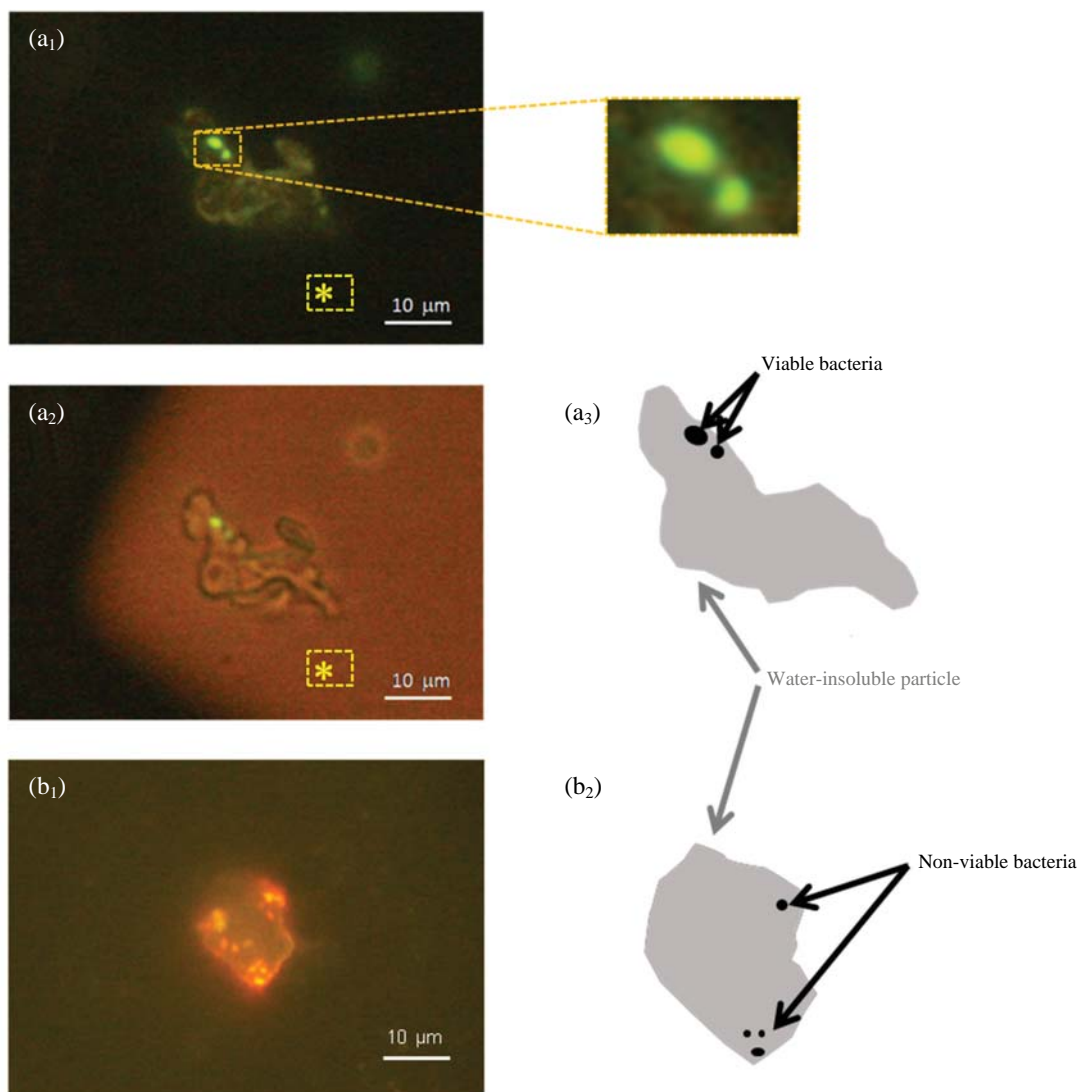 (a₁)
*
10 μm
Viable bacteria
(a₂)
(a₃)
*
10 μm
Water-insoluble particle
(b₁)
(b₂)
Non-viable bacteria
10 μm